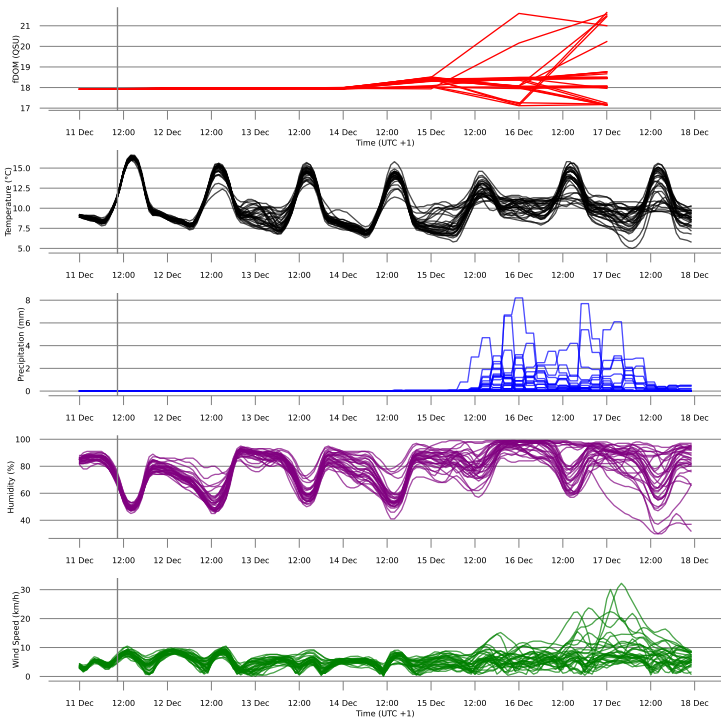 fDOM (QSU)
21
20
19
18
17
11 Dec 12:00 12 Dec 12:00 13 Dec 12:00 14 Dec 12:00 15 Dec 12:00 16 Dec 12:00 17 Dec 12:00 18 Dec
Time (UTC +1)
Temperature (°C)
15.0
12.5
10.0
7.5
5.0
11 Dec 12:00 12 Dec 12:00 13 Dec 12:00 14 Dec 12:00 15 Dec 12:00 16 Dec 12:00 17 Dec 12:00 18 Dec
Precipitation (mm)
8
6
4
2
0
11 Dec 12:00 12 Dec 12:00 13 Dec 12:00 14 Dec 12:00 15 Dec 12:00 16 Dec 12:00 17 Dec 12:00 18 Dec
Humidity (%)
100
80
60
40
11 Dec 12:00 12 Dec 12:00 13 Dec 12:00 14 Dec 12:00 15 Dec 12:00 16 Dec 12:00 17 Dec 12:00 18 Dec
Wind Speed (km/h)
30
20
10
0
11 Dec 12:00 12 Dec 12:00 13 Dec 12:00 14 Dec 12:00 15 Dec 12:00 16 Dec 12:00 17 Dec 12:00 18 Dec
Time (UTC +1)